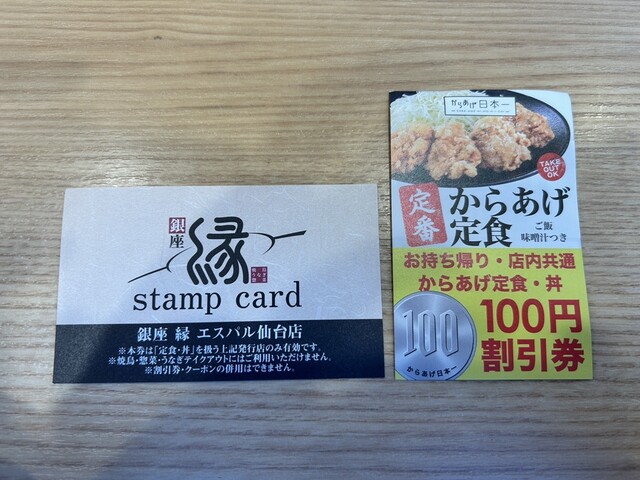 銀座
縁
stamp card
銀座 縁 エスパル仙台店
※本券は「定食・丼」を扱う上記発行店のみ有効です。
※焼鳥・惣菜・うなぎテイクアウトにはご利用いただけません。
※割引券・クーポンの併用はできません。
からあげ日本一
TAKE
OUT
OK
定番
からあげ
定食
ご飯
味噌汁つき
お持ち帰り・店内共通
からあげ定食・丼
100
100円
割引券
からあげ日本一